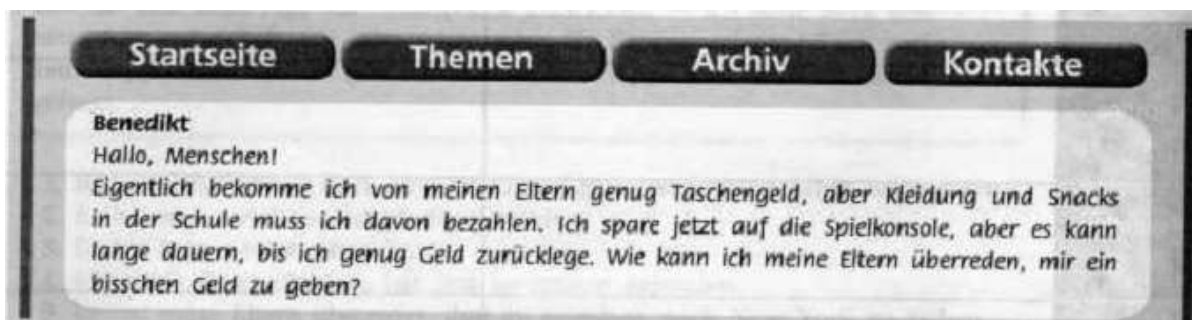 Startseite Themen Archiv Kontakte
Benedikt
Hallo, Menschen!
Eigentlich bekomme ich von meinen Eltern genug Taschengeld, aber Kleidung und Snacks
in der Schule muss ich davon bezahlen. Ich spare jetzt auf die Spielkonsole, aber es kann
lange dauern, bis ich genug Geld zurücklege. Wie kann ich meine Eltern überreden, mir ein
bisschen Geld zu geben?